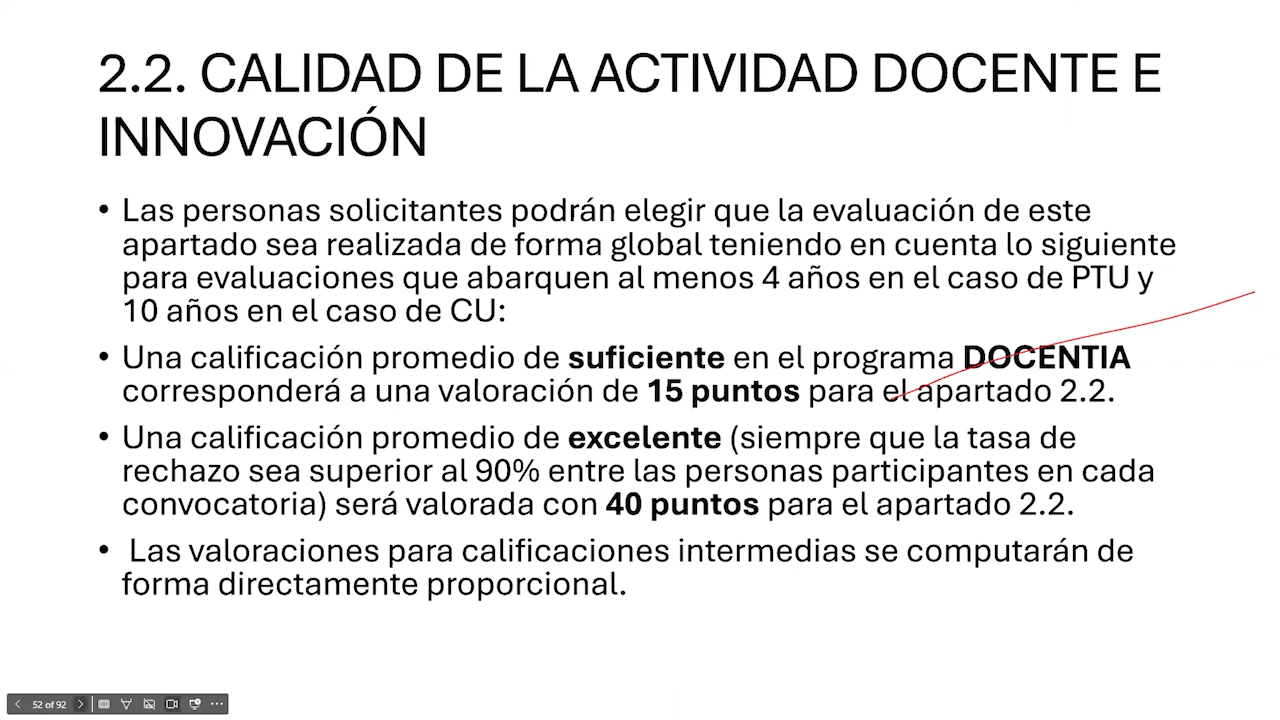 2.2. CALIDAD DE LA ACTIVIDAD DOCENTE E
INNOVACIÓN
• Las personas solicitantes podrán elegir que la evaluación de este
apartado sea realizada de forma global teniendo en cuenta lo siguiente
para evaluaciones que abarquen al menos 4 años en el caso de PTU y
10 años en el caso de CU:
• Una calificación promedio de suficiente en el programa DOCENTIA
corresponderá a una valoración de 15 puntos para el apartado 2.2.
• Una calificación promedio de excelente (siempre que la tasa de
rechazo sea superior al 90% entre las personas participantes en cada
convocatoria) será valorada con 40 puntos para el apartado 2.2.
• Las valoraciones para calificaciones intermedias se computarán de
forma directamente proporcional.
52 of 92